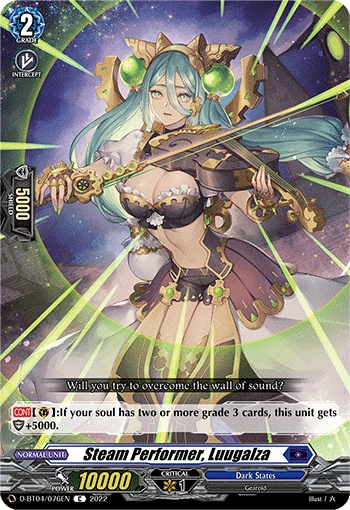 2
GRADE
INTERCEPT
5000
SHIELD
Will you try to overcome the wall of sound?
CONT【】:If your soul has two or more grade 3 cards, this unit gets
+5000.
NORMAL UNIT
Steam Performer, Luugalza
POWER 10000
CRITICAL
1
Dark States
Gearoid
D-BT04/076EN C 2022
Illust / 六